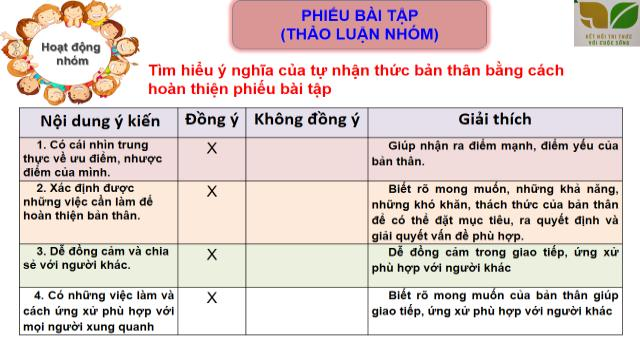 PHIẾU BÀI TẬP
(THẢO LUẬN NHÓM)
Hoạt động
nhóm
KẾT NỐI TRI THỨC
VỚI CUỘC SỐNG
Tìm hiểu ý nghĩa của tự nhận thức bản thân bằng cách
hoàn thiện phiếu bài tập
Nội dung ý kiến Đồng ý Không đồng ý Giải thích
1. Có cái nhìn trung
thực về ưu điểm, nhược
điểm của mình.
X
Giúp nhận ra điểm mạnh, điểm yếu của
bản thân.
2. Xác định được
những việc cần làm để
hoàn thiện bản thân.
X
Biết rõ mong muốn, những khả năng,
những khó khăn, thách thức của bản thân
để có thể đặt mục tiêu, ra quyết định và
giải quyết vấn đề phù hợp.
3. Dễ đồng cảm và chia
sẻ với người khác.
X
Dễ đồng cảm trong giao tiếp, ứng xử
phù hợp với người khác
4. Có những việc làm và
cách ứng xử phù hợp với
mọi người xung quanh
X
Biết rõ mong muốn của bản thân giúp
giao tiếp, ứng xử phù hợp với người khác